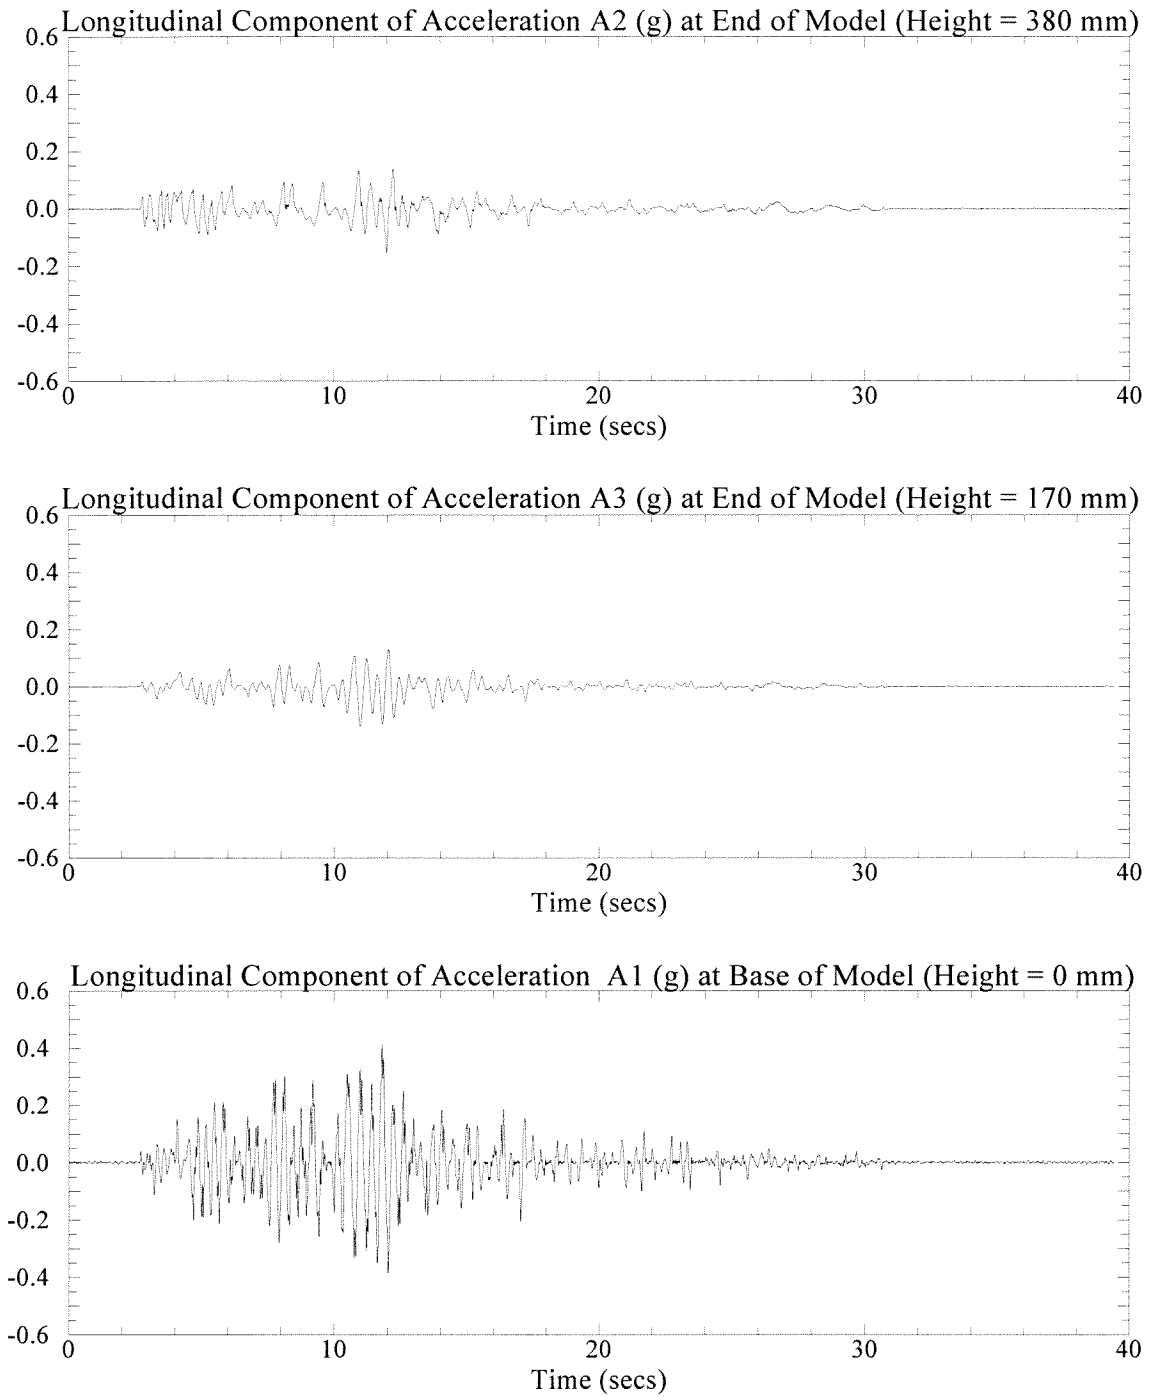 Longitudinal Component of Acceleration A2 (g) at End of Model (Height = 380 mm)
0.6
0.4
0.2
0.0
-0.2
-0.4
-0.6
0 10 20 30 40
Time (secs)
Longitudinal Component of Acceleration A3 (g) at End of Model (Height = 170 mm)
0.6
0.4
0.2
0.0
-0.2
-0.4
-0.6
0 10 20 30 40
Time (secs)
Longitudinal Component of Acceleration A1 (g) at Base of Model (Height = 0 mm)
0.6
0.4
0.2
0.0
-0.2
-0.4
-0.6
0 10 20 30 40
Time (secs)